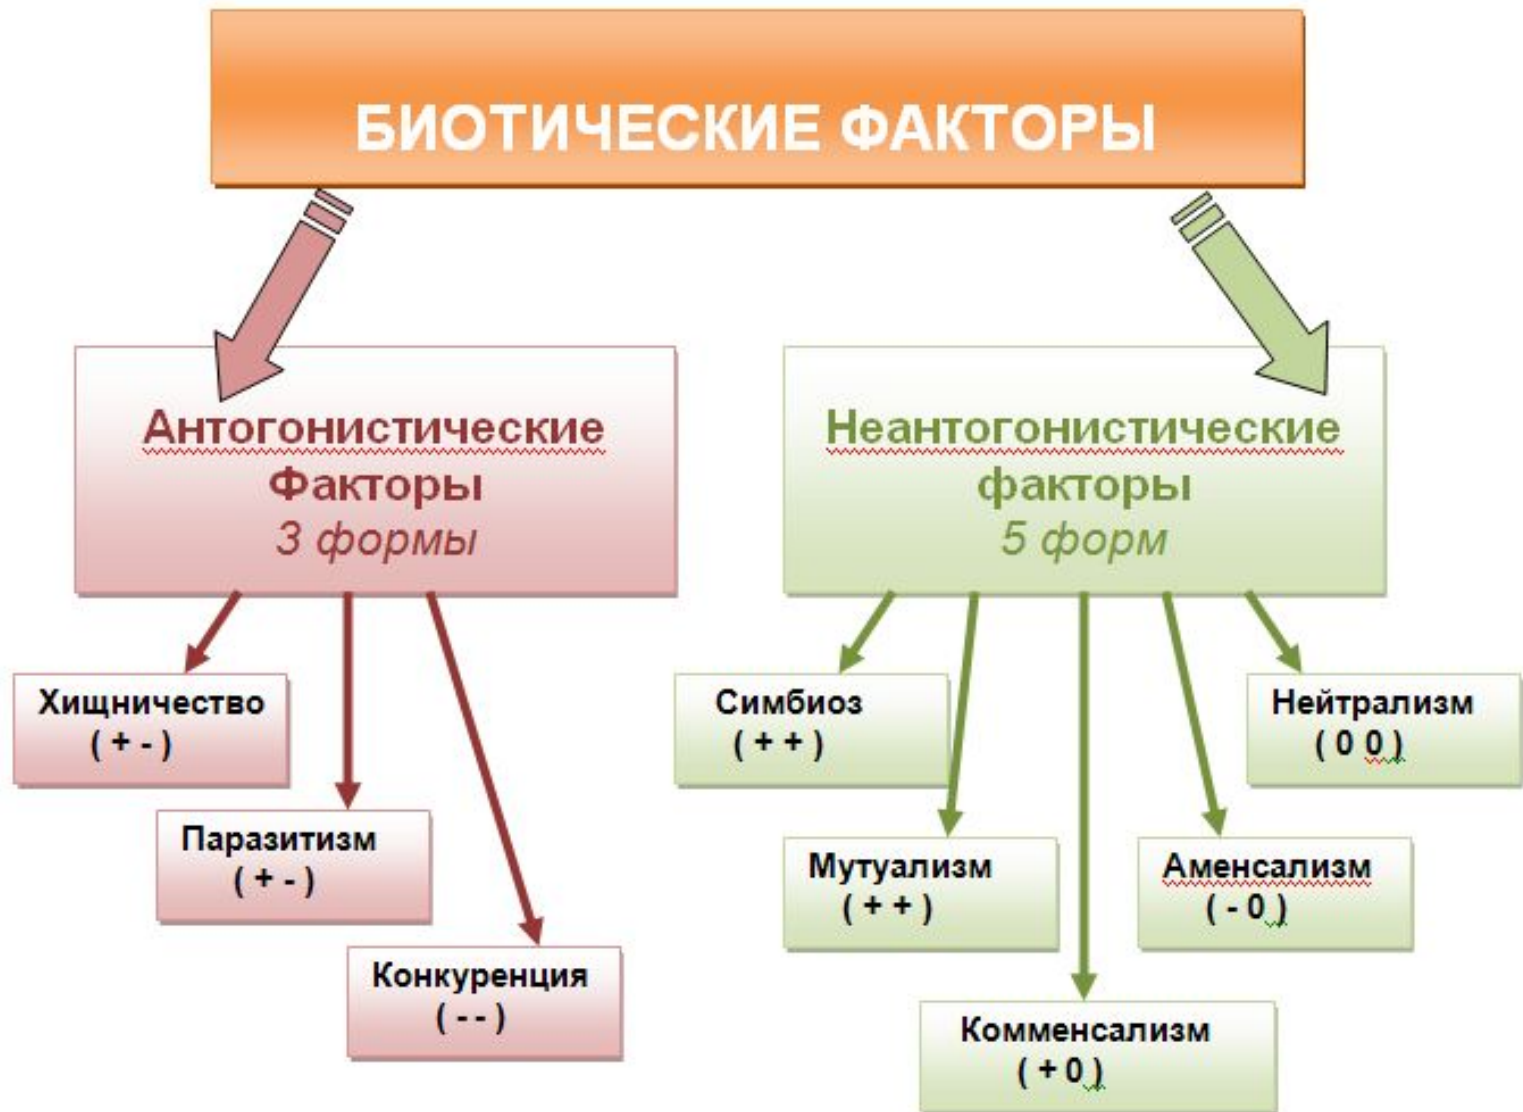 БИОТИЧЕСКИЕ ФАКТОРЫ
Антогонистические
Факторы
3 формы
Неантогонистические
факторы
5 форм
Хищничество
( + - )
Паразитизм
( + - )
Конкуренция
( - - )
Симбиоз
( + + )
Мутуализм
( + + )
Комменсализм
( + 0 )
Аменсализм
( - 0 )
Нейтрализм
( 0 0 )